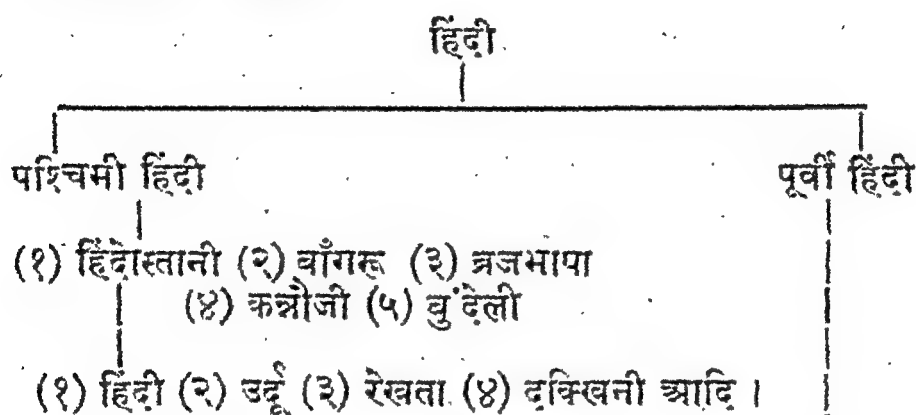 हिंदी
पश्चिमी हिंदी पूर्वी हिंदी
(१) हिंदोस्तानी (२) बाँगरू (३) ब्रजभाषा
(४) कन्नौजी (५) बुंदेली
(१) हिंदी (२) उर्दू (३) रेखता (४) दक्खिनी आदि ।